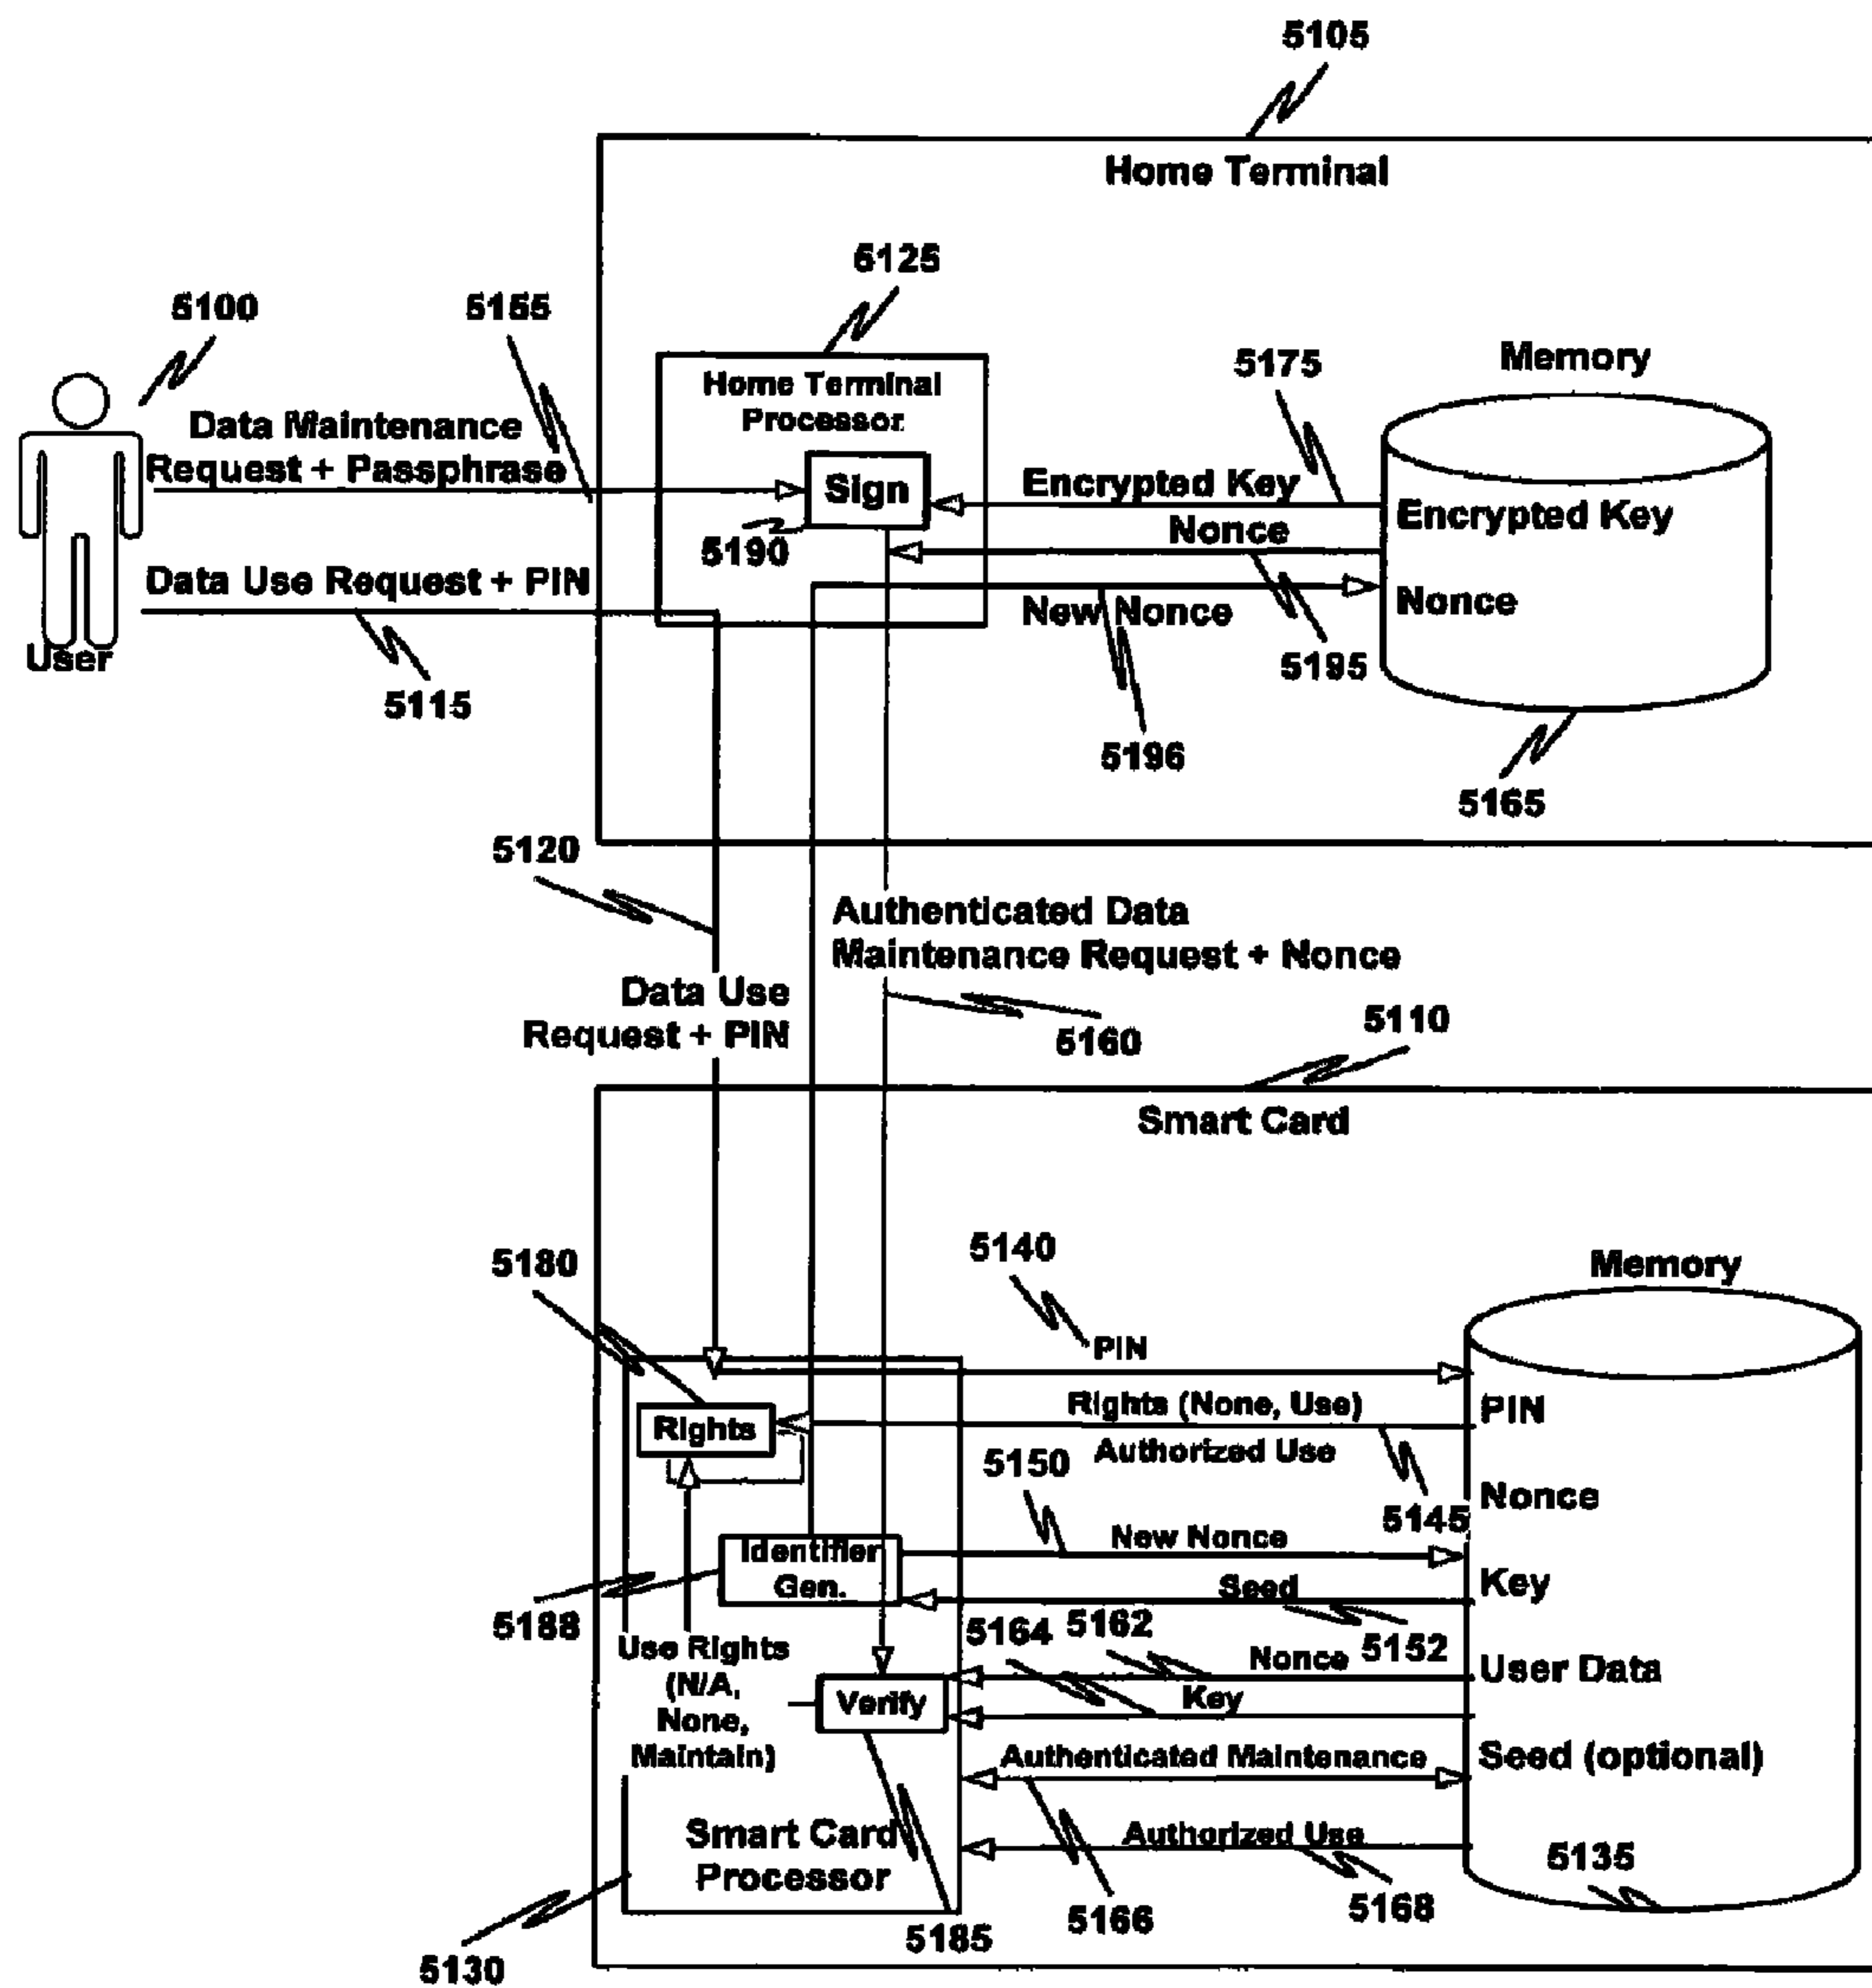 5105
Home Terminal
5125
5100
5155
5175
Memory
Home Terminal
Processor
Data Maintenance
Request + Passphrase
Sign
Encrypted Key
Encrypted Key
Nonce
5190
Data Use Request + PIN
New Nonce
Nonce
User
5195
5115
5196
5165
5120
Authenticated Data
Maintenance Request + Nonce
Data Use
Request + PIN
5160
5110
Smart Card
5180
5140
Memory
PIN
Rights (None, Use)
PIN
Rights
Authorized Use
5150
5145
Nonce
New Nonce
Identifier
Gen.
Seed
Key
5188
5164
5162
5152
Use Rights
(N/A,
None,
Maintain)
Nonce
User Data
Verify
Key
Authenticated Maintenance
Seed (optional)
Smart Card
Processor
Authorized Use
5135
5166
5168
5185
5130